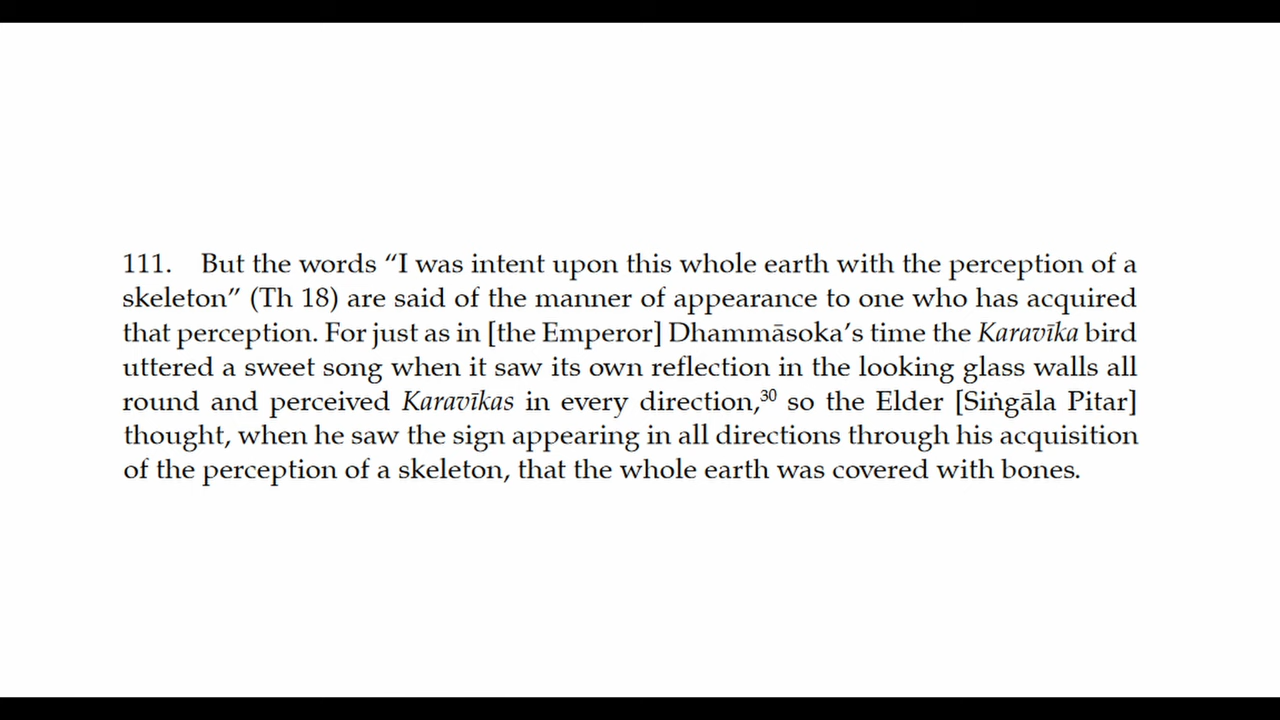 111. But the words “I was intent upon this whole earth with the perception of a
skeleton” (Th 18) are said of the manner of appearance to one who has acquired
that perception. For just as in [the Emperor] Dhammāsoka’s time the Karavīka bird
uttered a sweet song when it saw its own reflection in the looking glass walls all
round and perceived Karavīkas in every direction,³⁰ so the Elder [Siṅgāla Pitar]
thought, when he saw the sign appearing in all directions through his acquisition
of the perception of a skeleton, that the whole earth was covered with bones.